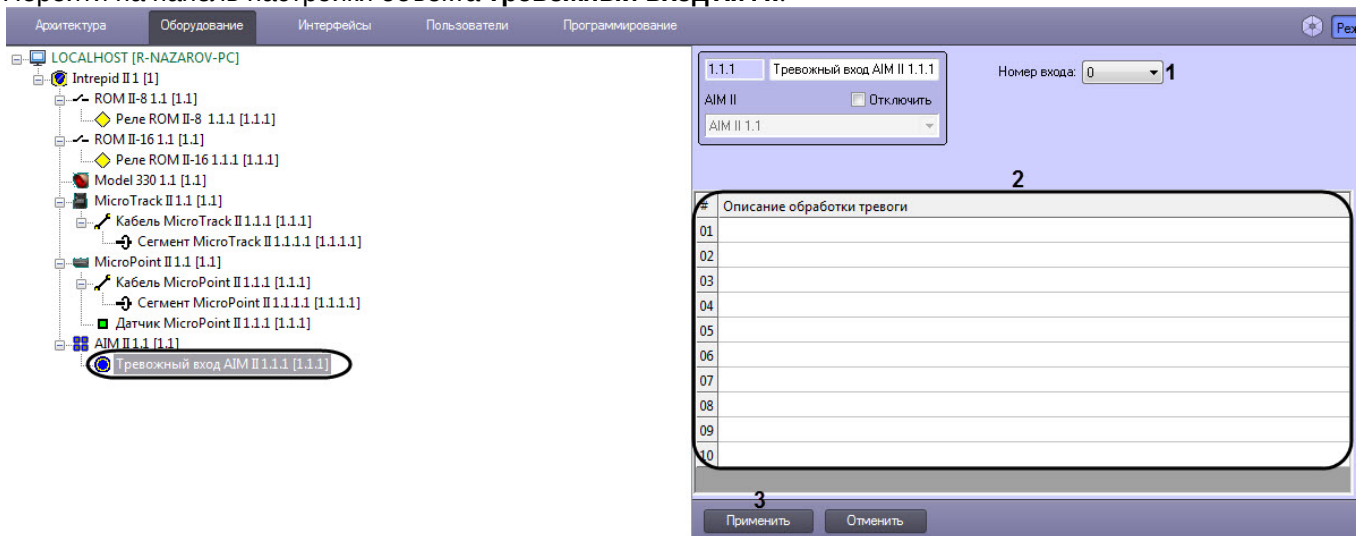 Архитектура Оборудование Интерфейсы Пользователи Программирование
LOCALHOST [R-NAZAROV-PC]
Intrepid II 1 [1]
ROM II-8 1.1 [1.1]
Реле ROM II-8 1.1.1 [1.1.1]
ROM II-16 1.1 [1.1]
Реле ROM II-16 1.1.1 [1.1.1]
Model 330 1.1 [1.1]
MicroTrack II 1.1 [1.1]
Кабель MicroTrack II 1.1.1 [1.1.1]
Сегмент MicroTrack II 1.1.1.1 [1.1.1.1]
MicroPoint II 1.1 [1.1]
Кабель MicroPoint II 1.1.1 [1.1.1]
Сегмент MicroPoint II 1.1.1.1 [1.1.1.1]
Датчик MicroPoint II 1.1.1 [1.1.1]
AIM II 1.1 [1.1]
Тревожный вход AIM II 1.1.1 [1.1.1]
1.1.1 Тревожный вход AIM II 1.1.1
Номер входа: 0 1
AIM II Отключить
AIM II 1.1
2
# Описание обработки тревоги
01
02
03
04
05
06
07
08
09
10
3
Применить Отменить